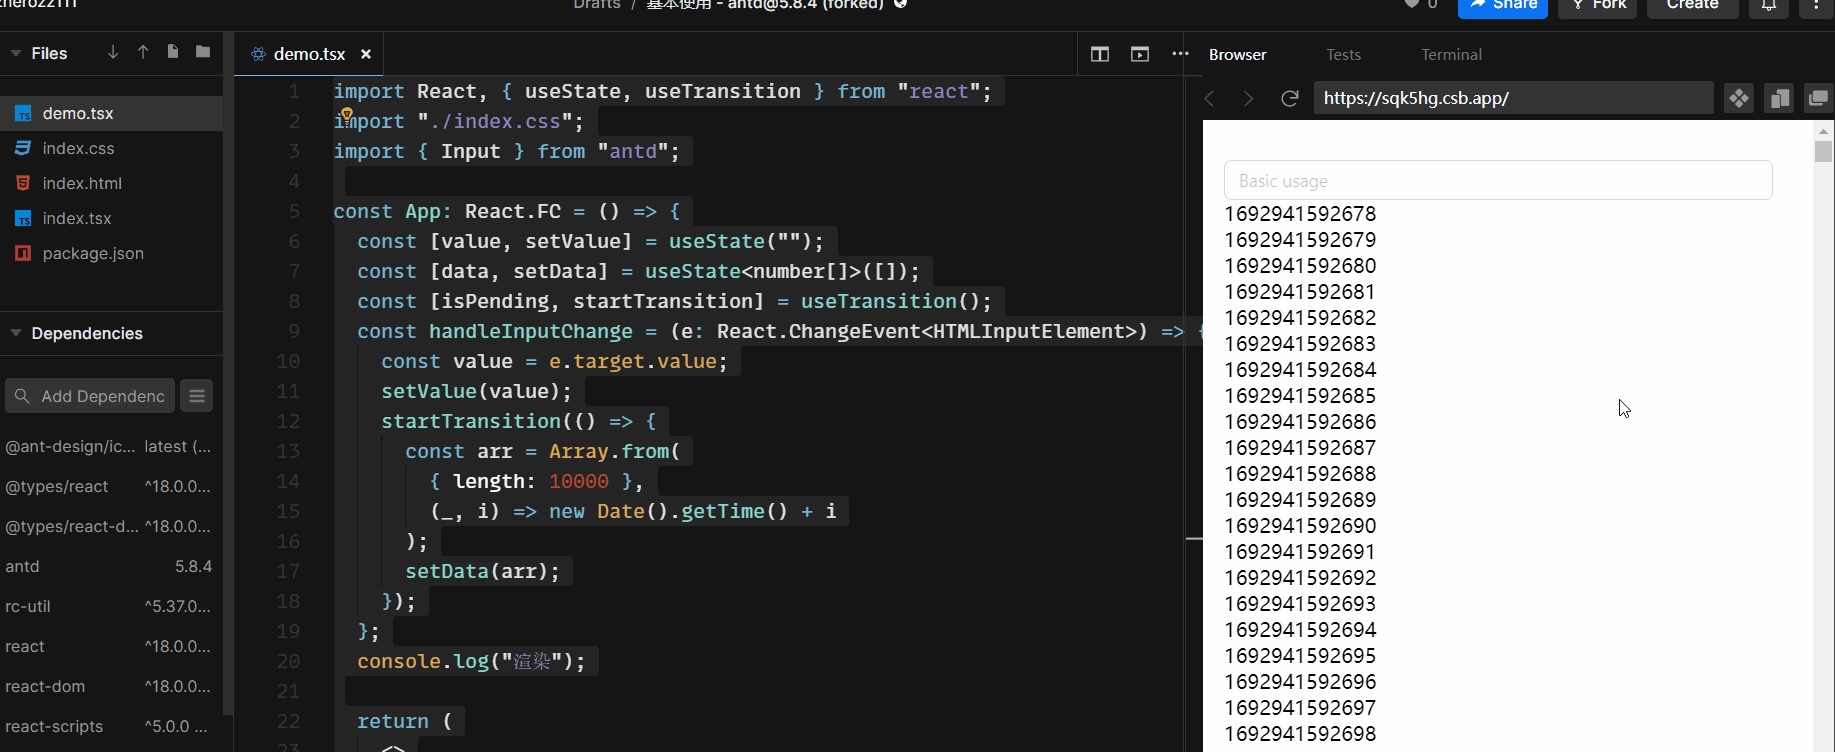 zherozz111
Drafts / 基本使用 - antd@5.8.4 (forked)
0
Share
Fork
Create
Files
demo.tsx
index.css
index.html
index.tsx
package.json
Dependencies
Add Dependenc
@ant-design/ic... latest (...
@types/react ^18.0.0...
@types/react-d... ^18.0.0...
antd 5.8.4
rc-util ^5.37.0...
react ^18.0.0...
react-dom ^18.0.0...
react-scripts ^5.0.0 ...
demo.tsx
1 import React, { useState, useTransition } from "react";
2 import "./index.css";
3 import { Input } from "antd";
4
5 const App: React.FC = () => {
6 const [value, setValue] = useState("");
7 const [data, setData] = useState<number[]>([]);
8 const [isPending, startTransition] = useTransition();
9 const handleInputChange = (e: React.ChangeEvent<HTMLInputElement>) => {
10 const value = e.target.value;
11 setValue(value);
12 startTransition(() => {
13 const arr = Array.from(
14 { length: 10000 },
15 (_, i) => new Date().getTime() + i
16 );
17 setData(arr);
18 });
19 };
20 console.log("渲染");
21
22 return (
23 <>
Browser
Tests
Terminal
https://sqk5hg.csb.app/
Basic usage
1692941592678
1692941592679
1692941592680
1692941592681
1692941592682
1692941592683
1692941592684
1692941592685
1692941592686
1692941592687
1692941592688
1692941592689
1692941592690
1692941592691
1692941592692
1692941592693
1692941592694
1692941592695
1692941592696
1692941592697
1692941592698